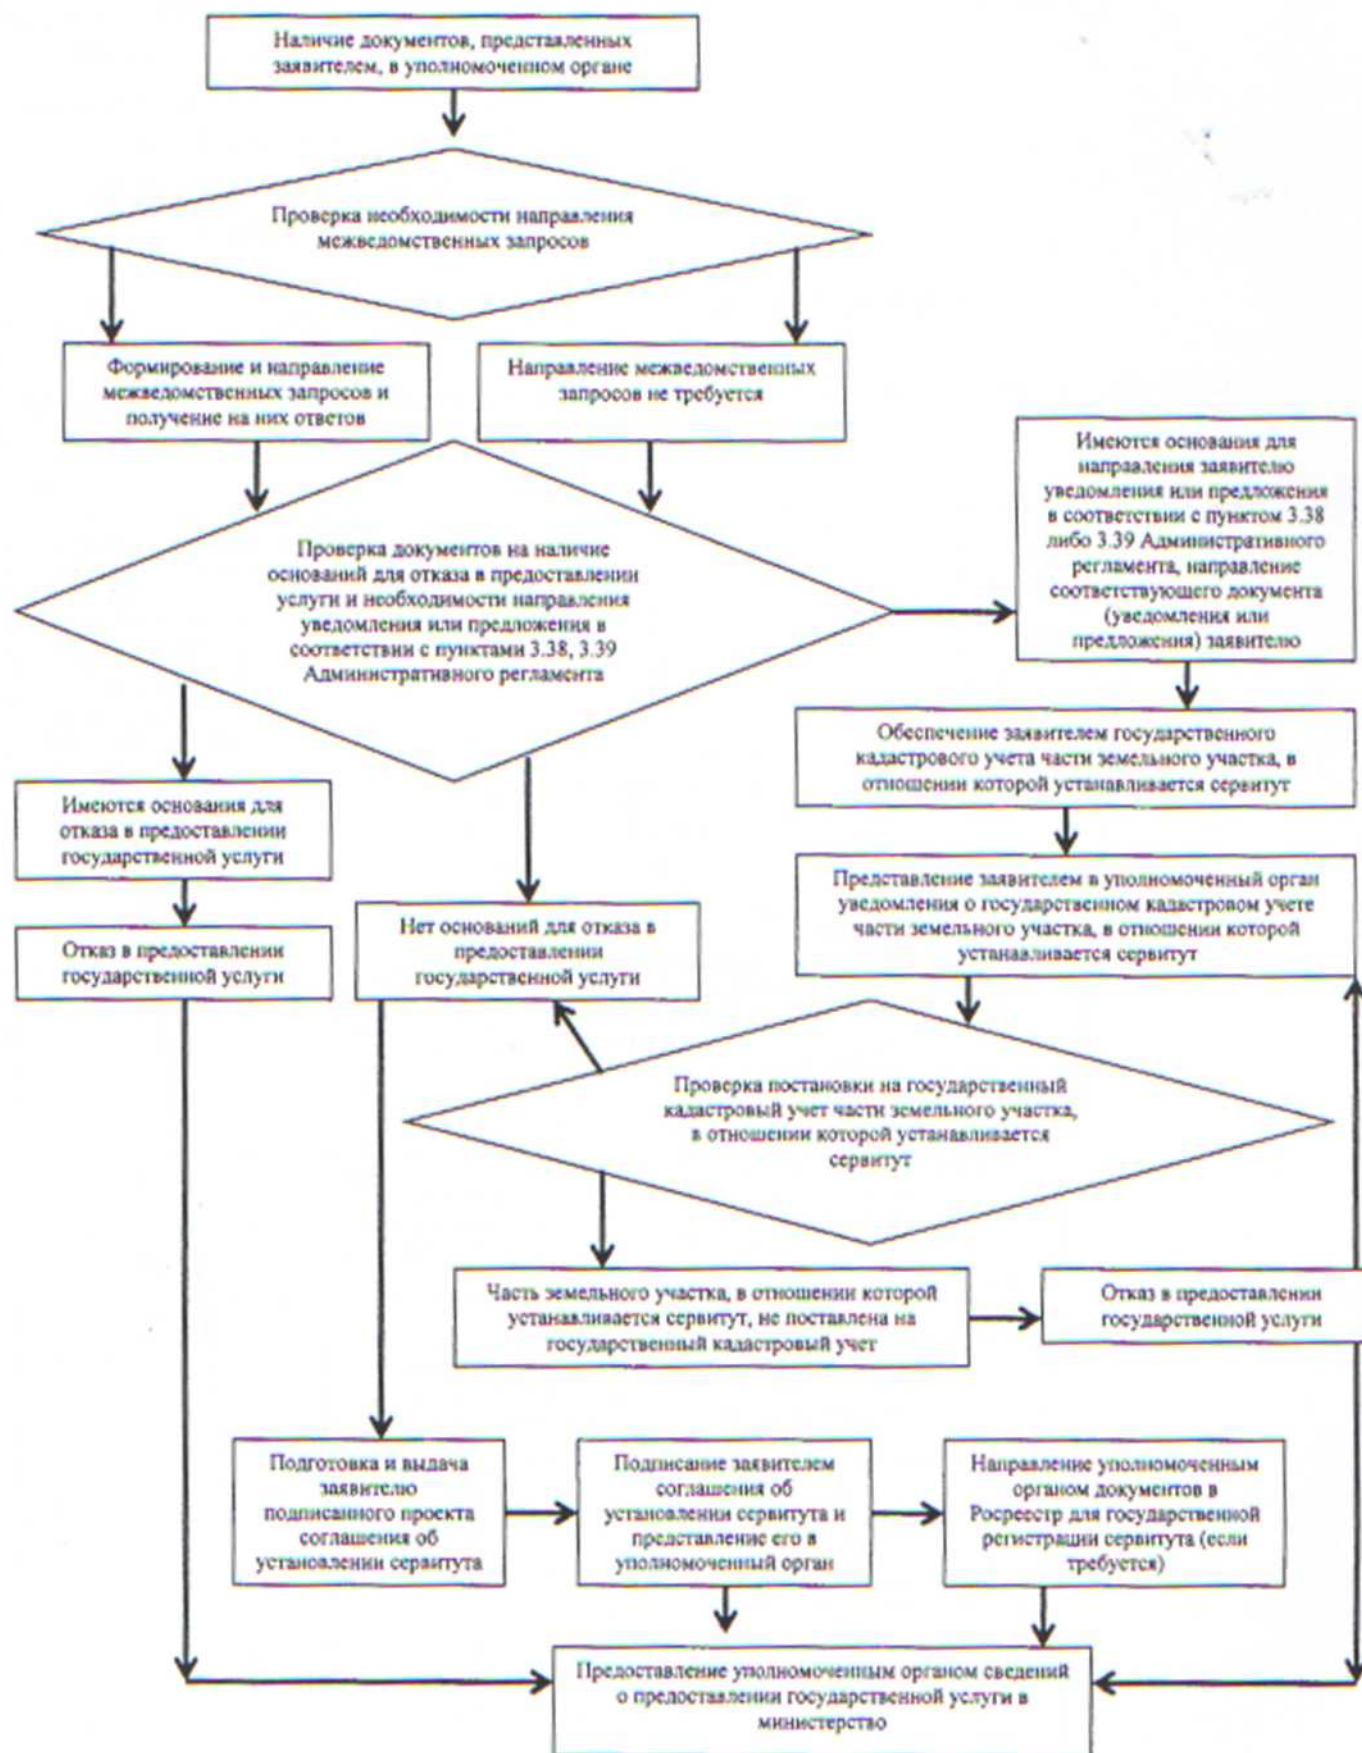 Наличие документов, представленных
заявителем, в уполномоченном органе
Проверка необходимости направления
межведомственных запросов
Формирование и направление
межведомственных запросов и
получение на них ответов
Направление межведомственных
запросов не требуется
Имеются основания для
направления заявителю
уведомления или предложения
в соответствии с пунктом 3.38
либо 3.39 Административного
регламента, направление
соответствующего документа
(уведомления или
предложения) заявителю
Проверка документов на наличие
оснований для отказа в предоставлении
услуги и необходимости направления
уведомления или предложения в
соответствии с пунктами 3.38, 3.39
Административного регламента
Обеспечение заявителем государственного
кадастрового учета части земельного участка, в
отношении которой устанавливается сервитут
Имеются основания для
отказа в предоставлении
государственной услуги
Представление заявителем в уполномоченный орган
уведомления о государственном кадастровом учете
части земельного участка, в отношении которой
устанавливается сервитут
Отказ в предоставлении
государственной услуги
Нет оснований для отказа в
предоставлении
государственной услуги
Проверка постановки на государственный
кадастровый учет части земельного участка,
в отношении которой устанавливается
сервитут
Часть земельного участка, в отношении которой
устанавливается сервитут, не поставлена на
государственный кадастровый учет
Отказ в предоставлении
государственной услуги
Подготовка и выдача
заявителю
подписанного проекта
соглашения об
установлении сервитута
Подписание заявителем
соглашения об
установлении сервитута и
представление его в
уполномоченный орган
Направление уполномоченным
органом документов в
Росреестр для государственной
регистрации сервитута (если
требуется)
Предоставление уполномоченным органом сведений
о предоставлении государственной услуги в
министерство